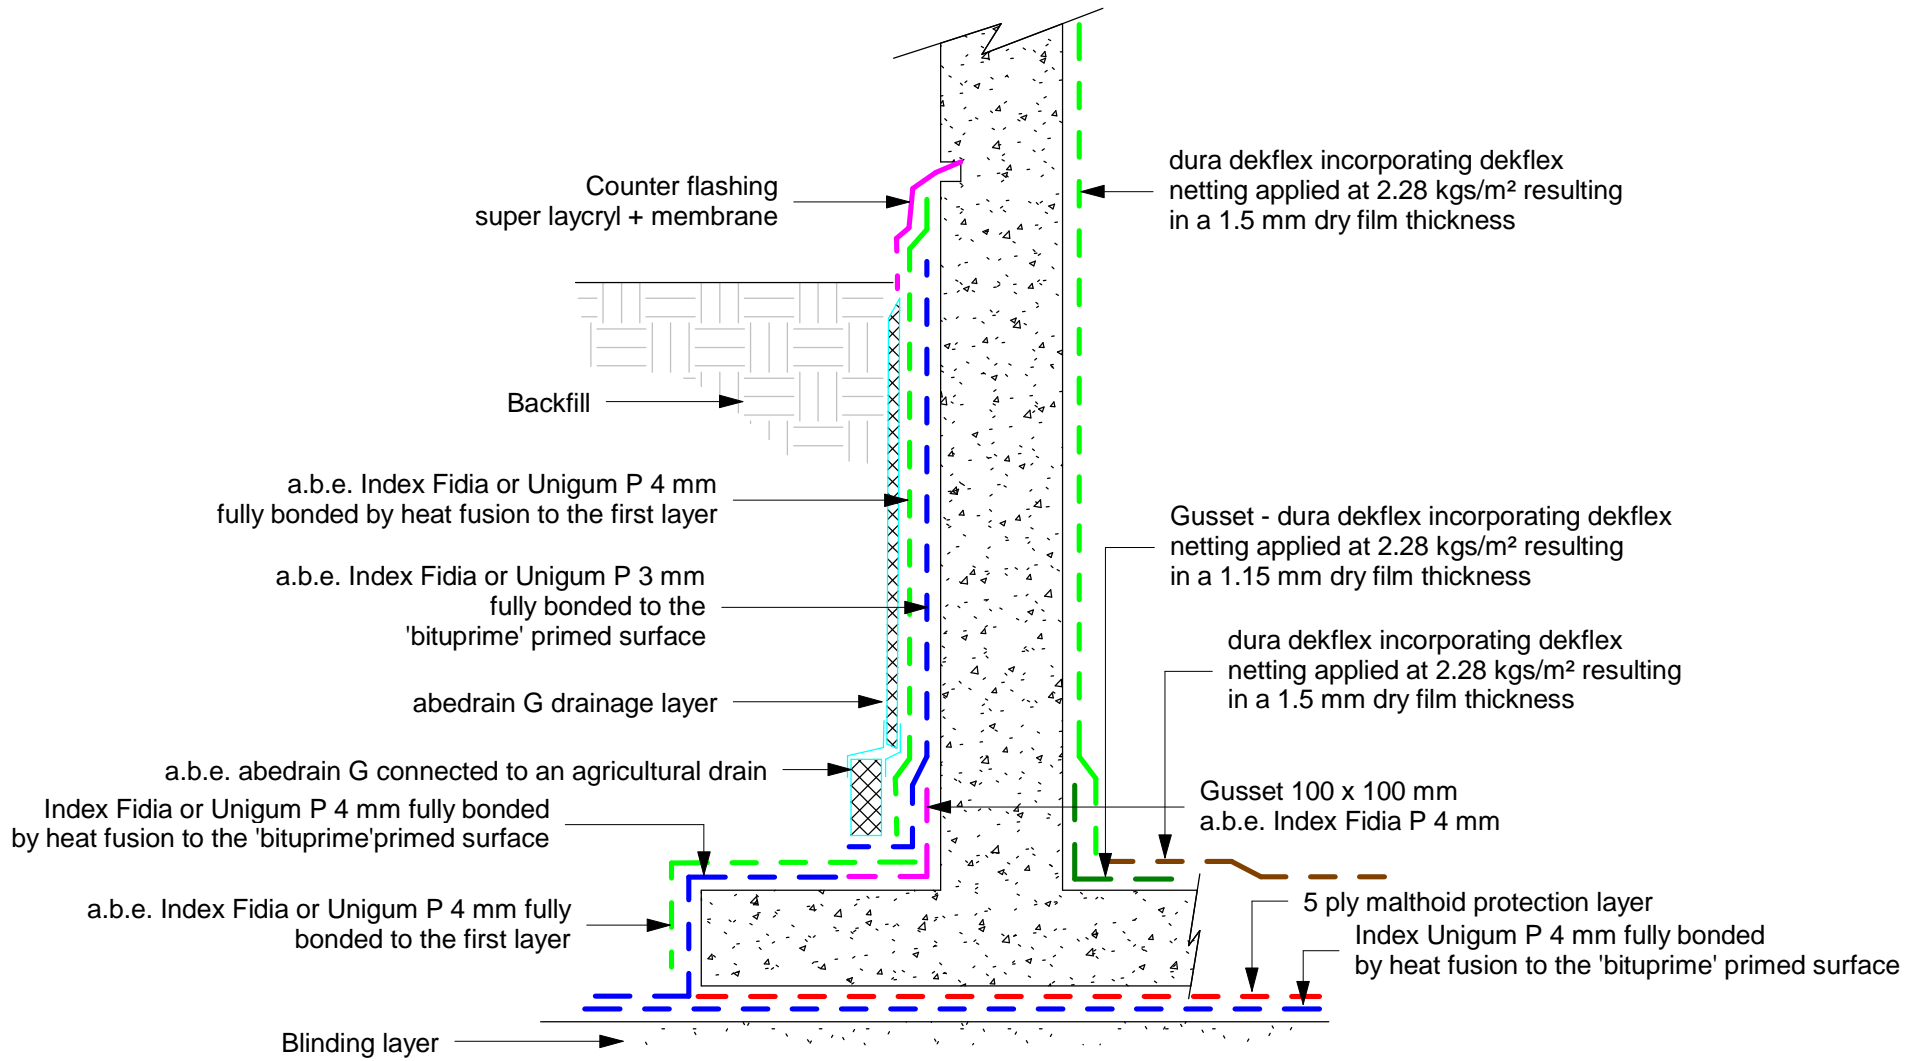 Counter flashing
super laycryl + membrane
Backfill
a.b.e. Index Fidia or Unigum P 4 mm
fully bonded by heat fusion to the first layer
a.b.e. Index Fidia or Unigum P 3 mm
fully bonded to the
'bituprime' primed surface
abedrain G drainage layer
a.b.e. abedrain G connected to an agricultural drain
Index Fidia or Unigum P 4 mm fully bonded
by heat fusion to the 'bituprime'primed surface
a.b.e. Index Fidia or Unigum P 4 mm fully
bonded to the first layer
Blinding layer
dura dekflex incorporating dekflex
netting applied at 2.28 kgs/m² resulting
in a 1.5 mm dry film thickness
Gusset - dura dekflex incorporating dekflex
netting applied at 2.28 kgs/m² resulting
in a 1.15 mm dry film thickness
dura dekflex incorporating dekflex
netting applied at 2.28 kgs/m² resulting
in a 1.5 mm dry film thickness
Gusset 100 x 100 mm
a.b.e. Index Fidia P 4 mm
5 ply malthoid protection layer
Index Unigum P 4 mm fully bonded
by heat fusion to the 'bituprime' primed surface